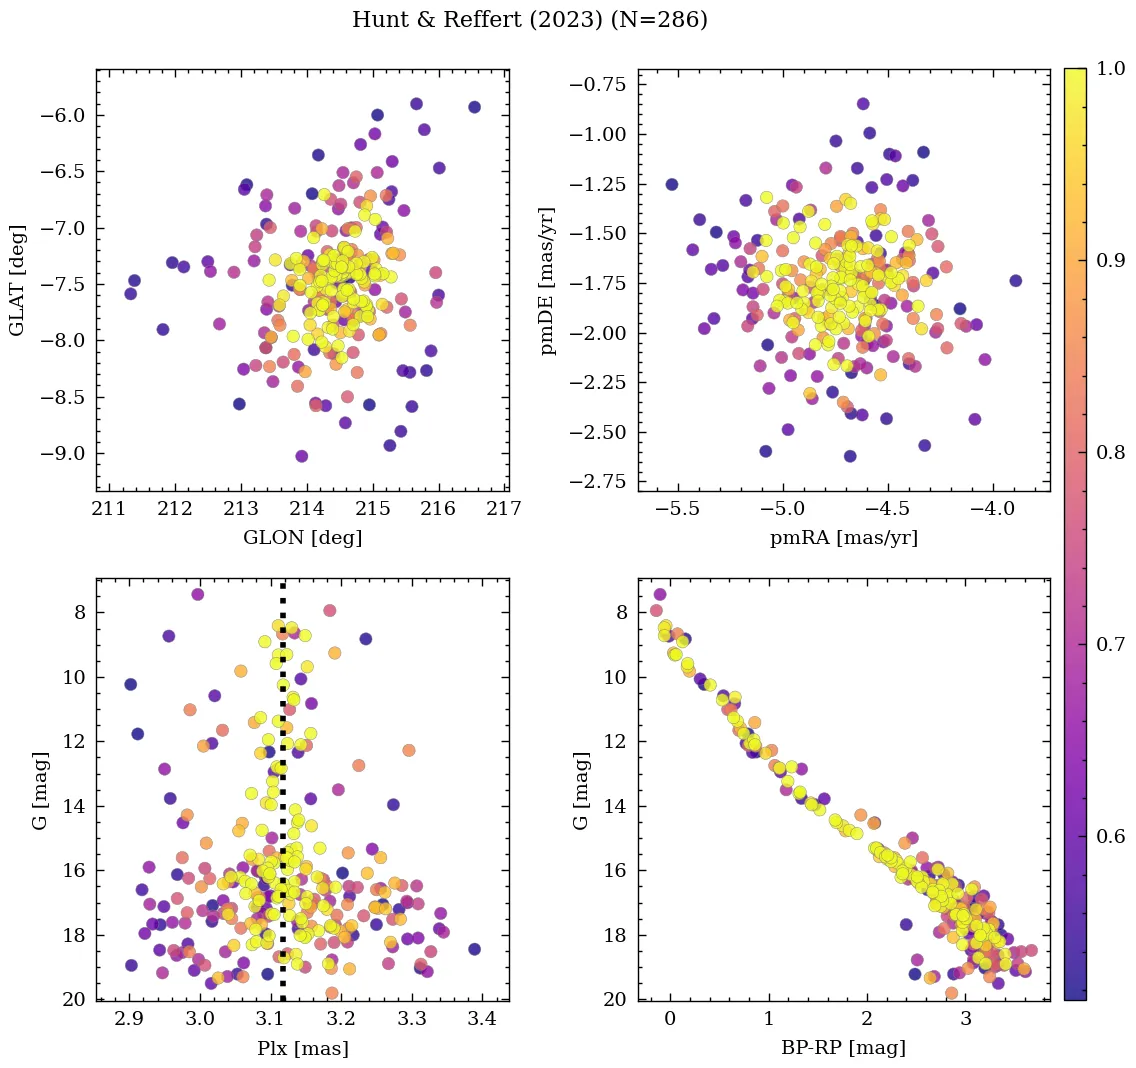 Hunt & Reffert (2023) (N=286)
−6.0
−6.5
−7.0
−7.5
−8.0
−8.5
−9.0
GLAT [deg]
211 212 213 214 215 216 217
GLON [deg]
−0.75
−1.00
−1.25
−1.50
−1.75
−2.00
−2.25
−2.50
−2.75
pmDE [mas/yr]
−5.5 −5.0 −4.5 −4.0
pmRA [mas/yr]
1.0
0.9
0.8
0.7
0.6
8
10
12
14
16
18
20
G [mag]
2.9 3.0 3.1 3.2 3.3 3.4
Plx [mas]
8
10
12
14
16
18
20
G [mag]
0 1 2 3
BP-RP [mag]